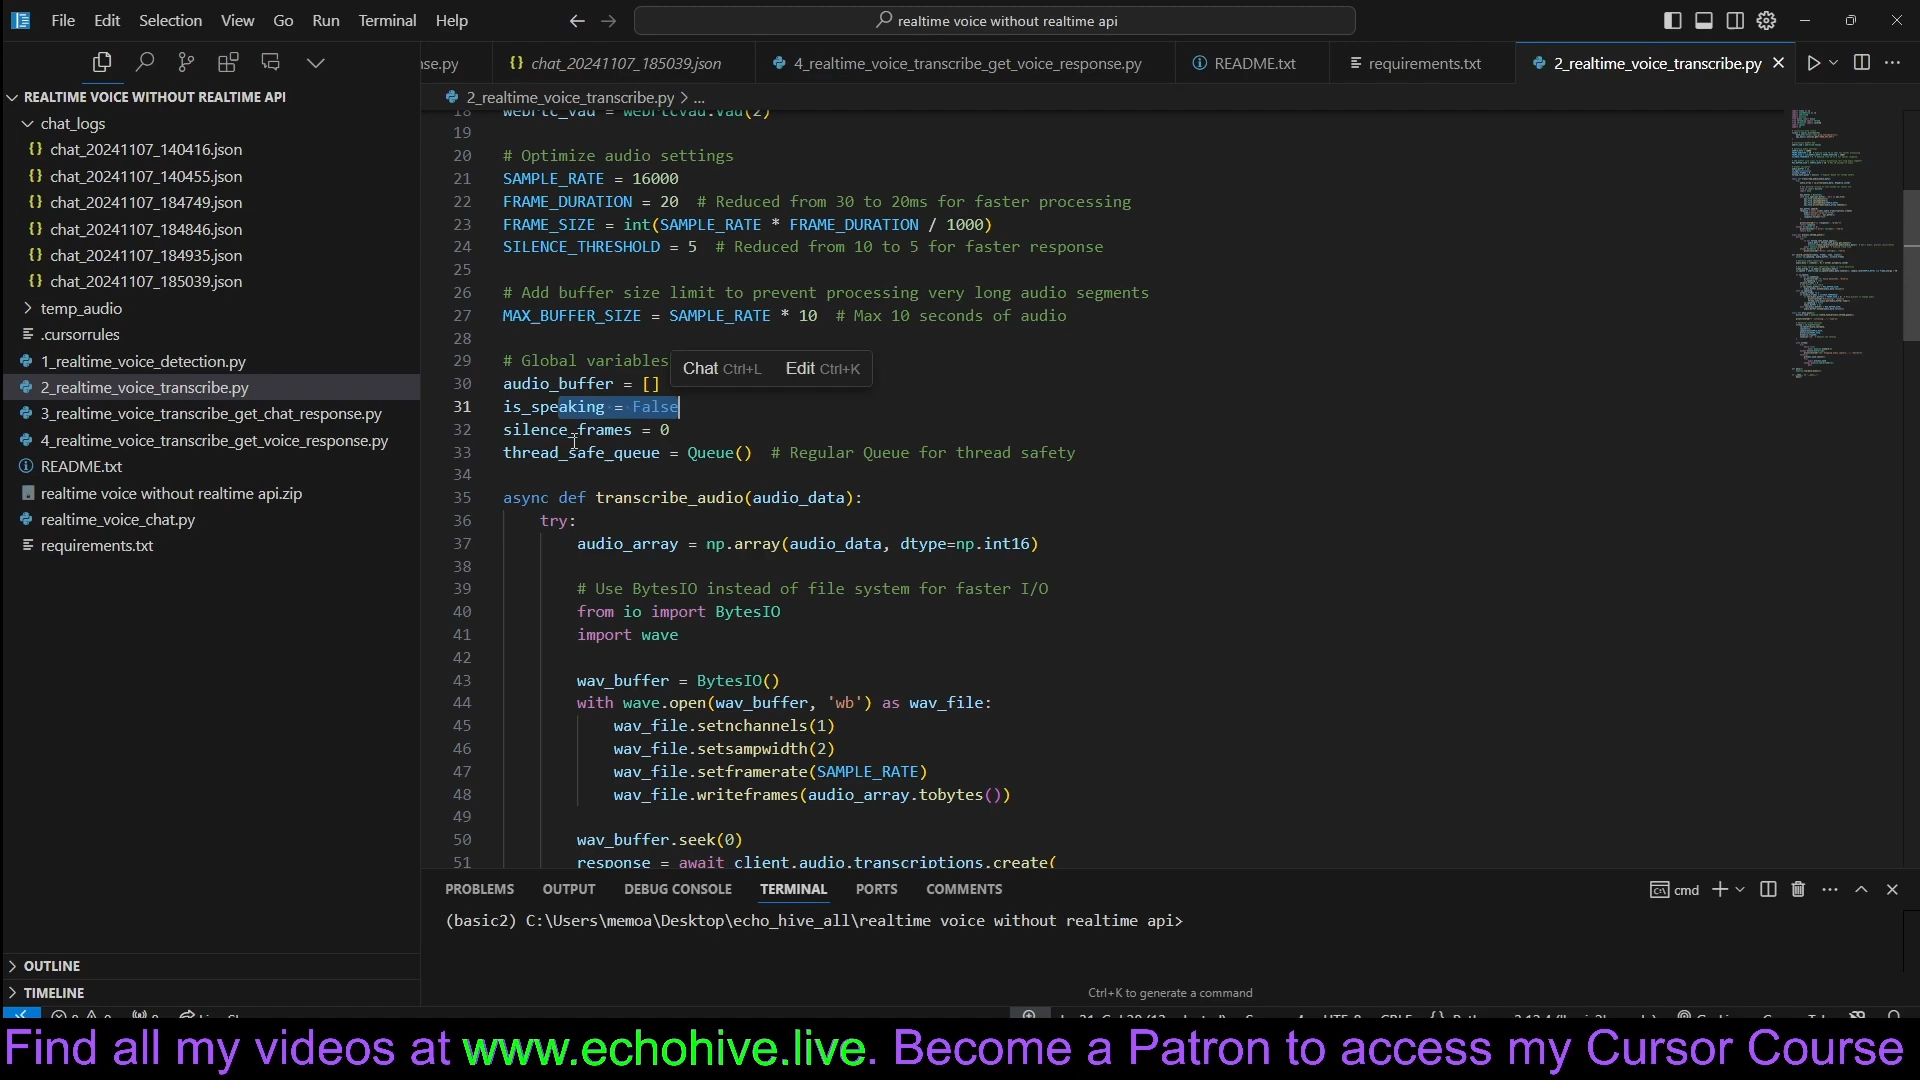 File Edit Selection View Go Run Terminal Help
realtime voice without realtime api
se.py
{} chat_20241107_185039.json
4_realtime_voice_transcribe_get_voice_response.py
README.txt
requirements.txt
2_realtime_voice_transcribe.py
REALTIME VOICE WITHOUT REALTIME API
chat_logs
{} chat_20241107_140416.json
{} chat_20241107_140455.json
{} chat_20241107_184749.json
{} chat_20241107_184846.json
{} chat_20241107_184935.json
{} chat_20241107_185039.json
temp_audio
.cursorrules
1_realtime_voice_detection.py
2_realtime_voice_transcribe.py
3_realtime_voice_transcribe_get_chat_response.py
4_realtime_voice_transcribe_get_voice_response.py
README.txt
realtime voice without realtime api.zip
realtime_voice_chat.py
requirements.txt
OUTLINE
TIMELINE
2_realtime_voice_transcribe.py > ...
18 webrtc_vad = webrtcvad.Vad(2)
19
20 # Optimize audio settings
21 SAMPLE_RATE = 16000
22 FRAME_DURATION = 20 # Reduced from 30 to 20ms for faster processing
23 FRAME_SIZE = int(SAMPLE_RATE * FRAME_DURATION / 1000)
24 SILENCE_THRESHOLD = 5 # Reduced from 10 to 5 for faster response
25
26 # Add buffer size limit to prevent processing very long audio segments
27 MAX_BUFFER_SIZE = SAMPLE_RATE * 10 # Max 10 seconds of audio
28
29 # Global variables
Chat Ctrl+L Edit Ctrl+K
30 audio_buffer = []
31 is_speaking = False
32 silence_frames = 0
33 thread_safe_queue = Queue() # Regular Queue for thread safety
34
35 async def transcribe_audio(audio_data):
36 try:
37 audio_array = np.array(audio_data, dtype=np.int16)
38
39 # Use BytesIO instead of file system for faster I/O
40 from io import BytesIO
41 import wave
42
43 wav_buffer = BytesIO()
44 with wave.open(wav_buffer, 'wb') as wav_file:
45 wav_file.setnchannels(1)
46 wav_file.setsampwidth(2)
47 wav_file.setframerate(SAMPLE_RATE)
48 wav_file.writeframes(audio_array.tobytes())
49
50 wav_buffer.seek(0)
51 response = await client.audio.transcriptions.create(
PROBLEMS OUTPUT DEBUG CONSOLE TERMINAL PORTS COMMENTS
cmd
(basic2) C:\Users\memoa\Desktop\echo_hive_all\realtime voice without realtime api>
Ctrl+K to generate a command
Find all my videos at www.echohive.live. Become a Patron to access my Cursor Course